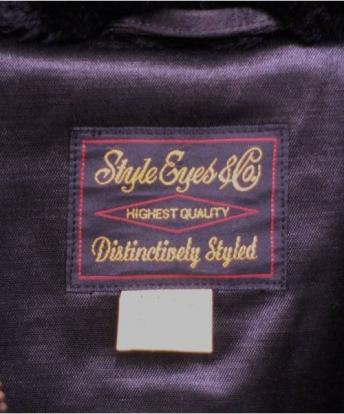 Style Eyes & Co
HIGHEST QUALITY
Distinctively Styled